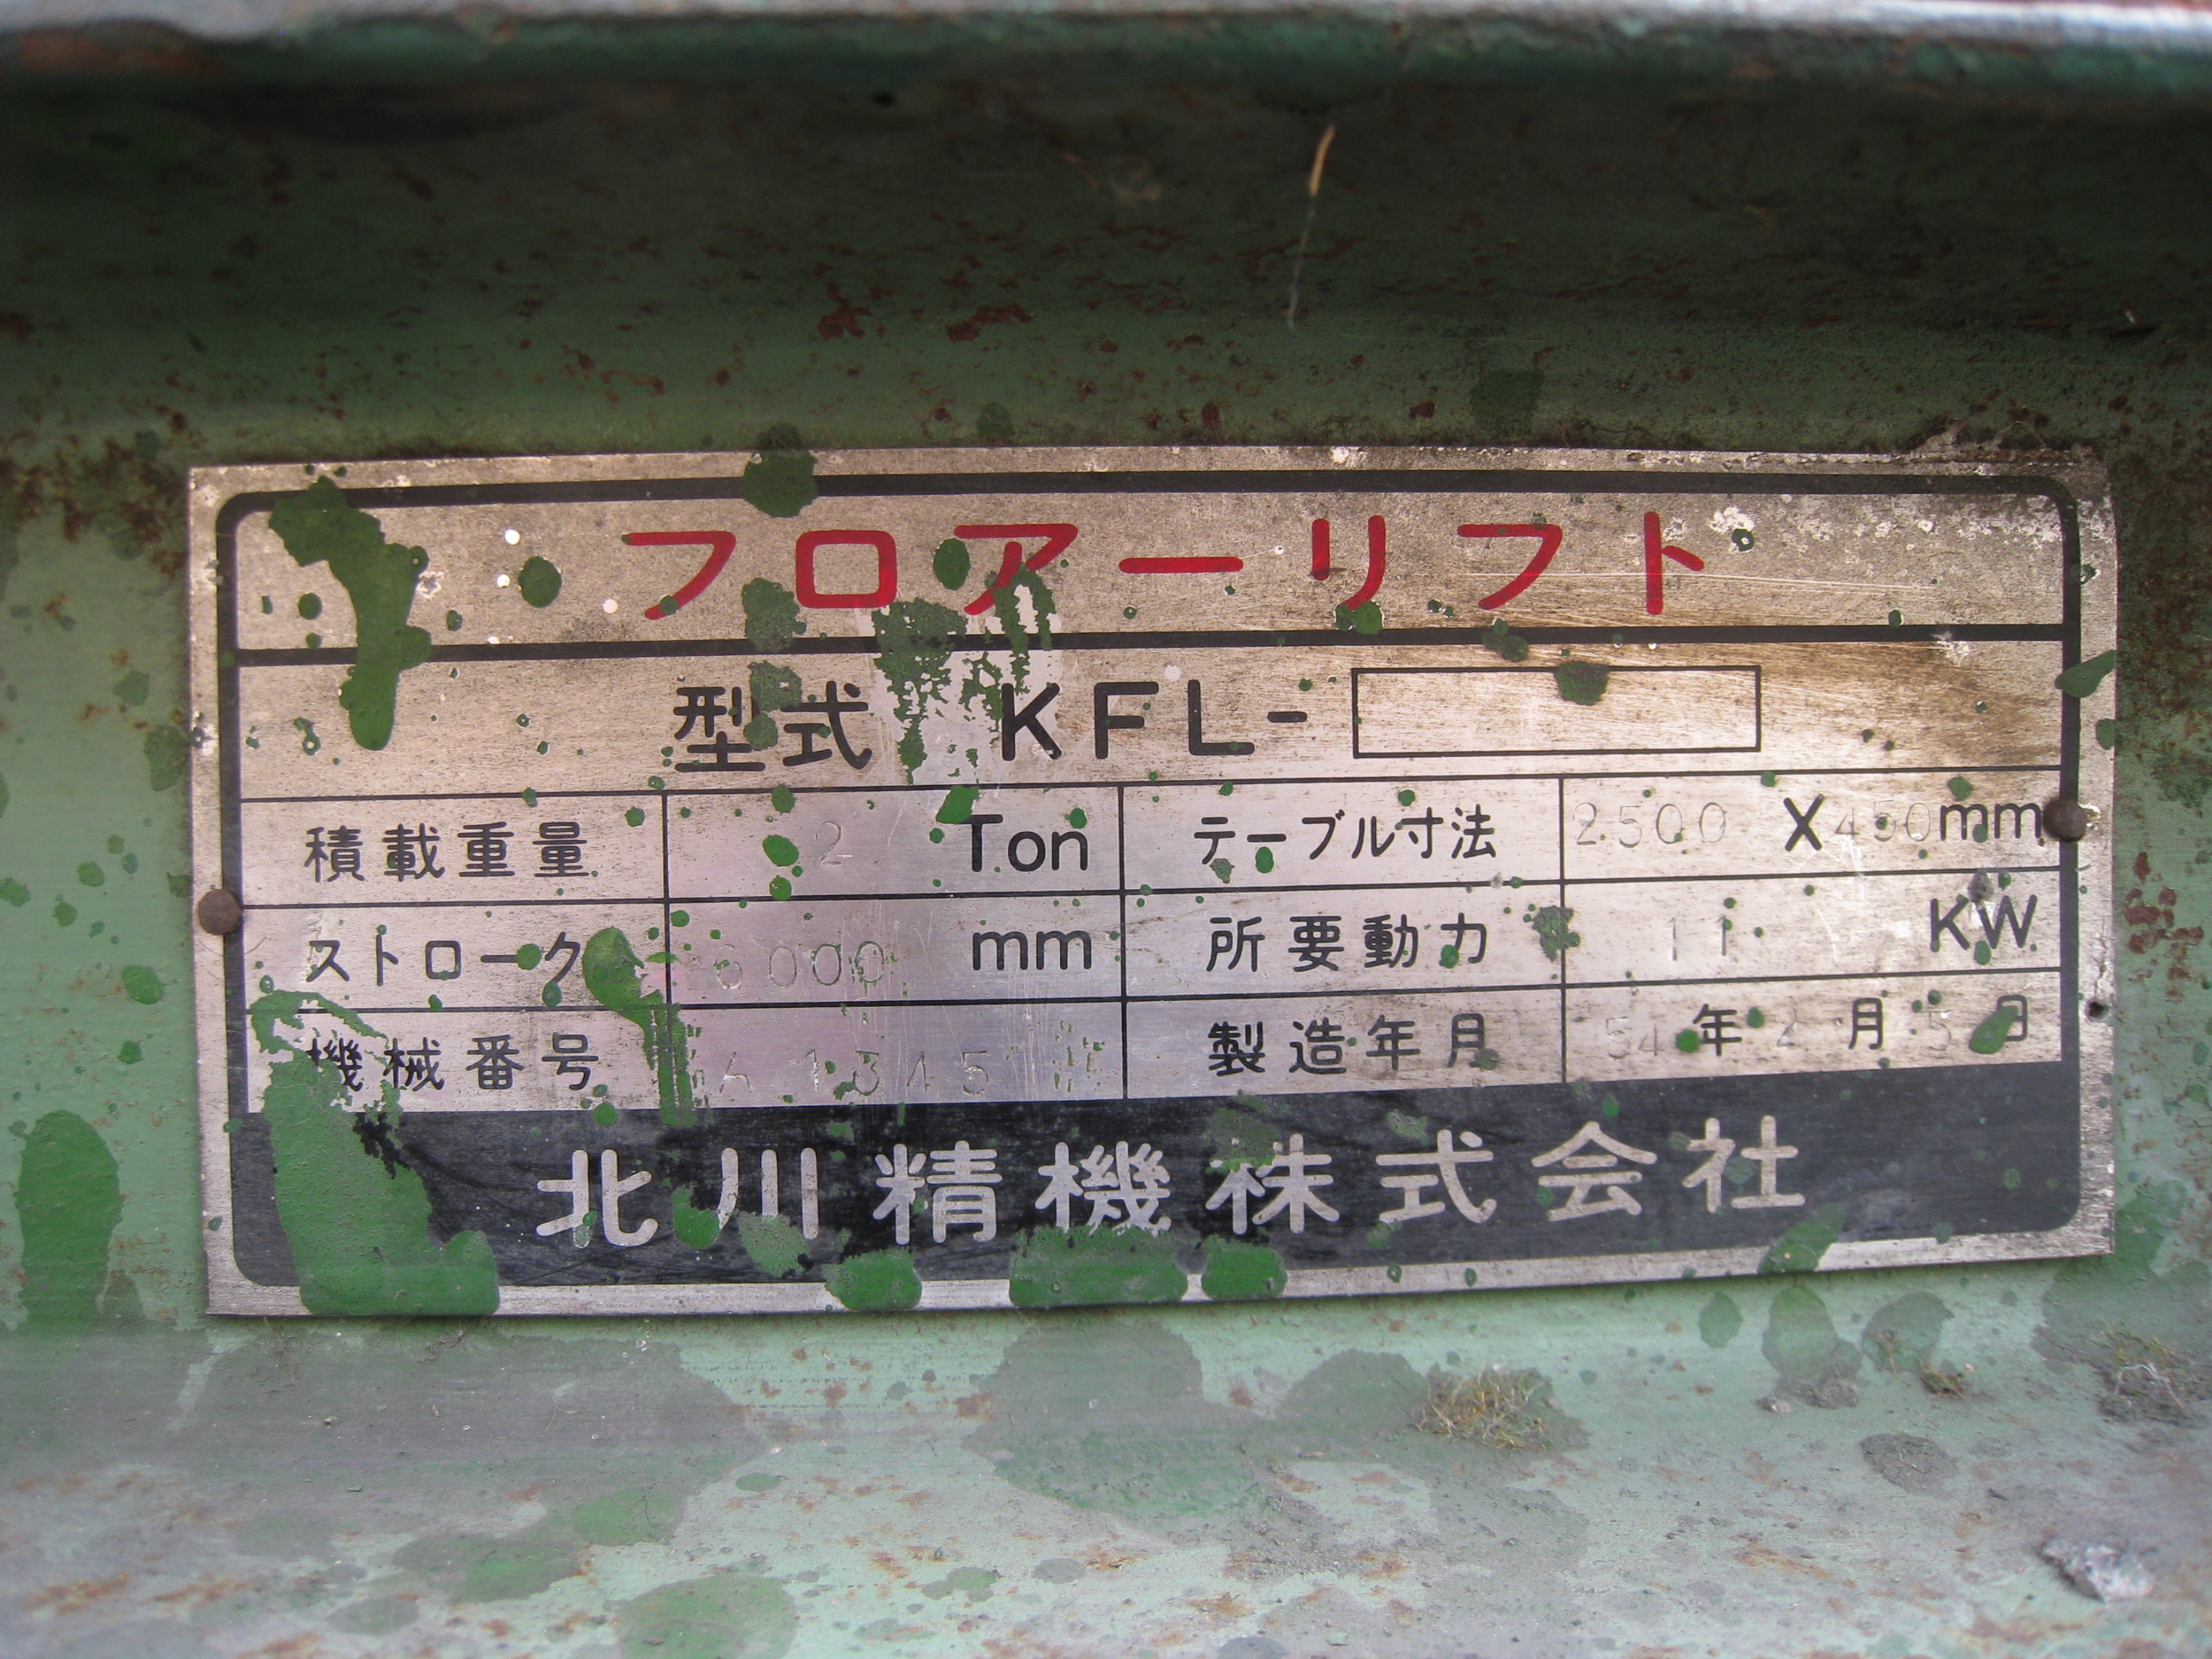 フロアーリフト
型式 KFL-
積載重量 2 Ton テーブル寸法 2500 X 450 mm
ストローク 6000 mm 所要動力 11 KW
機械番号 製造年月 54 年 2 月 5 日
北川精機株式会社